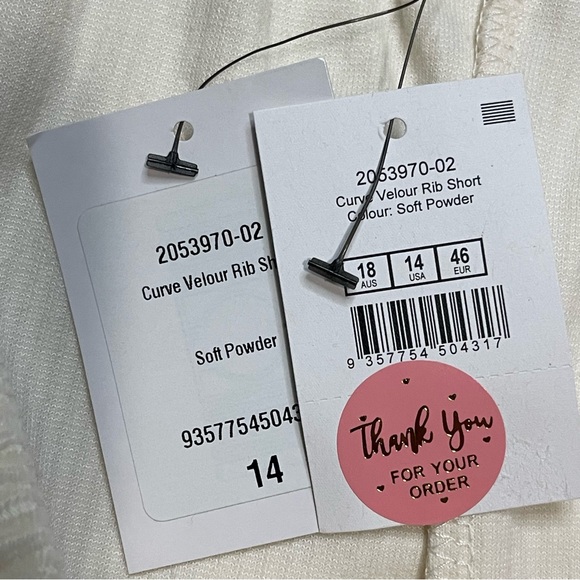 2053970-02
Curve Velour Rib Sh
Soft Powder
93577545043
14
2053970-02
Curve Velour Rib Short
Colour: Soft Powder
18 14 46
AUS USA EUR
9 357754 504317
Thank You
FOR YOUR
ORDER